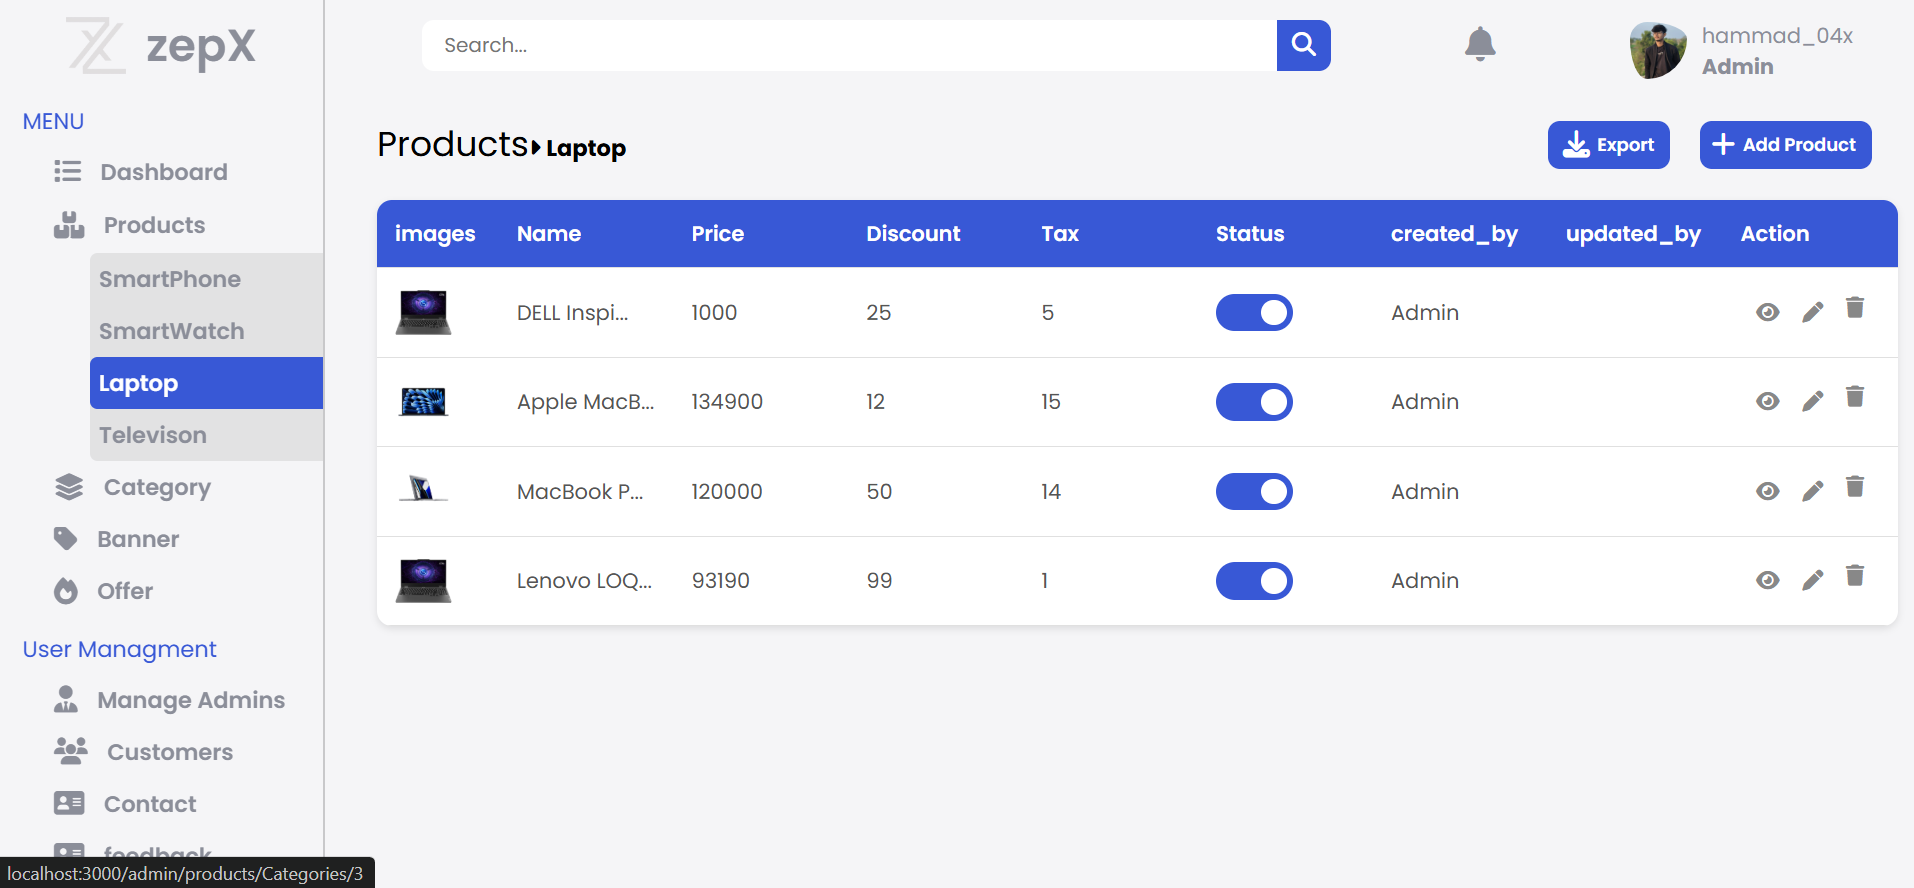 zepX
MENU
Dashboard
Products
SmartPhone
SmartWatch
Laptop
Televison
Category
Banner
Offer
User Managment
Manage Admins
Customers
Contact
feedback
localhost:3000/admin/products/Categories/3
Search...
hammad_04x
Admin
Products Laptop
Export
Add Product
images Name Price Discount Tax Status created_by updated_by Action
DELL Inspi... 1000 25 5 Admin
Apple MacB... 134900 12 15 Admin
MacBook P... 120000 50 14 Admin
Lenovo LOQ... 93190 99 1 Admin